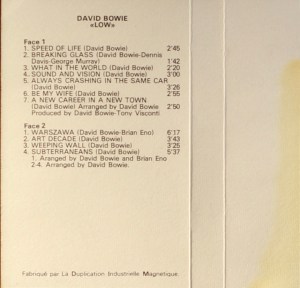 DAVID BOWIE
«LOW»
Face 1
1. SPEED OF LIFE (David Bowie) 2'45
2. BREAKING GLASS (David Bowie-Dennis
Davis-George Murray) 1'42
3. WHAT IN THE WORLD (David Bowie) 2'20
4. SOUND AND VISION (David Bowie) 3'00
5. ALWAYS CRASHING IN THE SAME CAR
(David Bowie) 3'26
6. BE MY WIFE (David Bowie) 2'55
7. A NEW CAREER IN A NEW TOWN
(David Bowie) Arranged by David Bowie 2'50
Produced by David Bowie-Tony Visconti
Face 2
1. WARSZAWA (David Bowie-Brian Eno) 6'17
2. ART DECADE (David Bowie) 3'43
3. WEEPING WALL (David Bowie) 3'25
4. SUBTERRANEANS (David Bowie) 5'37
1. Arranged by David Bowie and Brian Eno
2-4. Arranged by David Bowie.
Fabriqué par La Duplication Industrielle Magnétique.